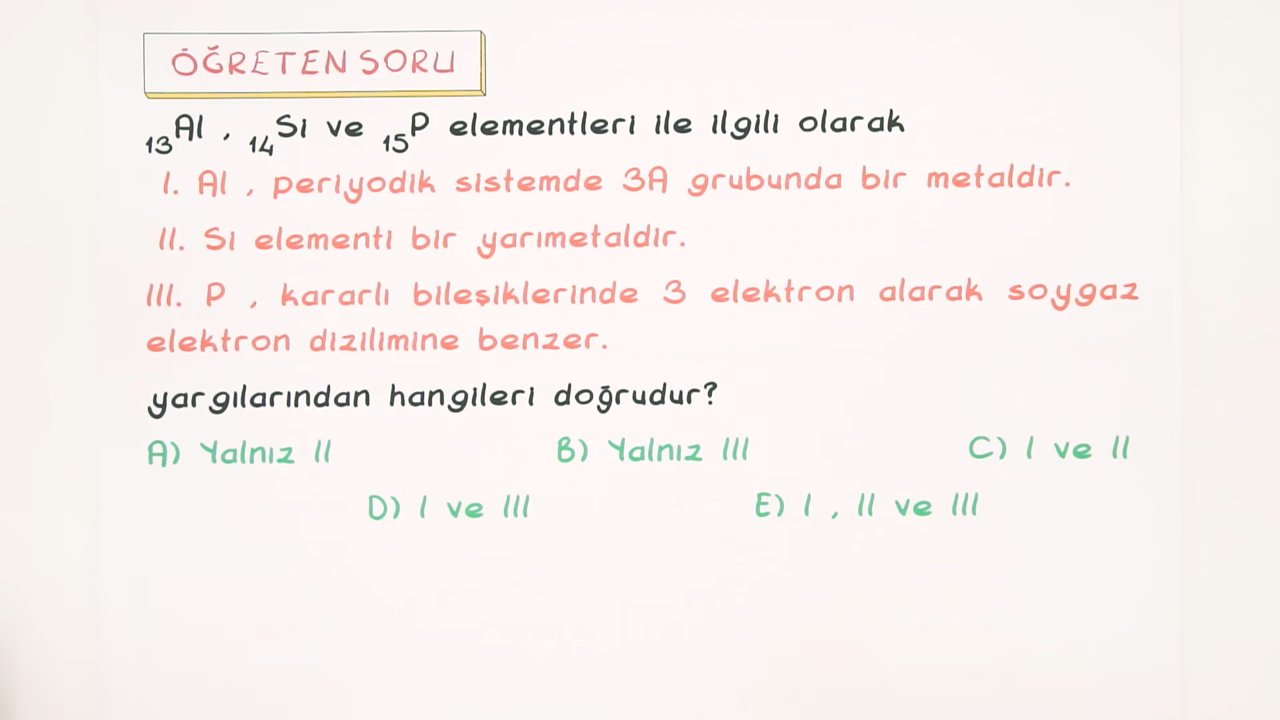 ÖĞRETEN SORU
₁₃Al , ₁₄Si ve ₁₅P elementleri ile ilgili olarak
I. Al , periyodik sistemde 3A grubunda bir metaldir.
II. Si elementi bir yarımetaldir.
III. P , kararlı bileşiklerinde 3 elektron alarak soygaz
elektron dizilimine benzer.
yargılarından hangileri doğrudur?
A) Yalnız II B) Yalnız III C) I ve II
D) I ve III E) I , II ve III